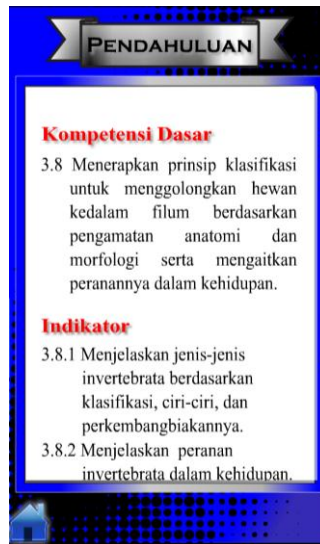 PENDAHULUAN
Kompetensi Dasar
3.8 Menerapkan prinsip klasifikasi
untuk menggolongkan hewan
kedalam filum berdasarkan
pengamatan anatomi dan
morfologi serta mengaitkan
peranannya dalam kehidupan.
Indikator
3.8.1 Menjelaskan jenis-jenis
invertebrata berdasarkan
klasifikasi, ciri-ciri, dan
perkembangbiakannya.
3.8.2 Menjelaskan peranan
invertebrata dalam kehidupan.